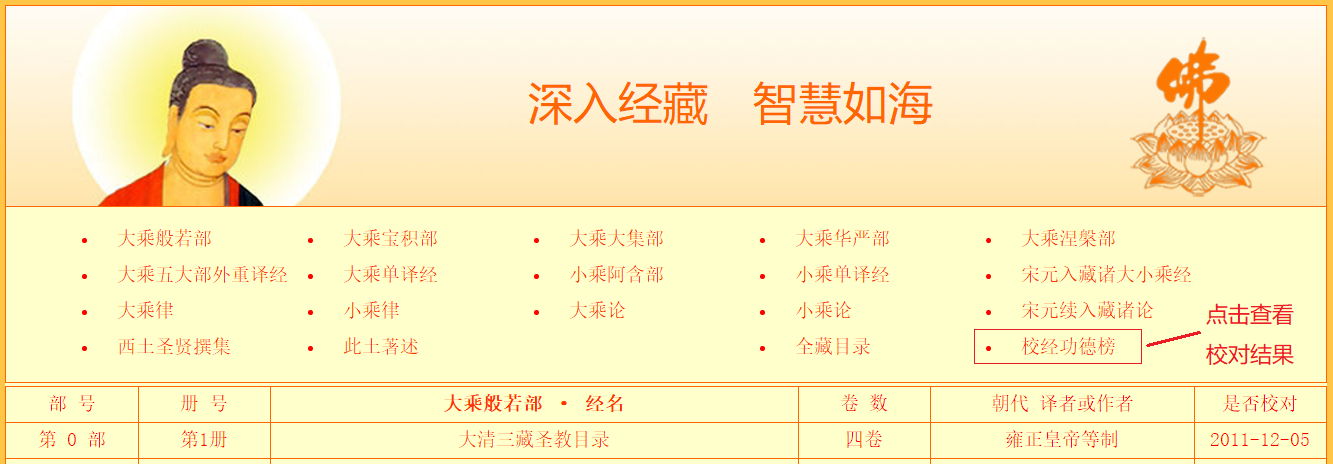 深入经藏 智慧如海
佛
大乘般若部 大乘宝积部 大乘大集部 大乘华严部 大乘涅槃部
大乘五大部外重译经 大乘单译经 小乘阿含部 小乘单译经 宋元入藏诸大小乘经
大乘律 小乘律 大乘论 小乘论 宋元续入藏诸论
西土圣贤撰集 此土著述 全藏目录 校经功德榜
点击查看
校对结果
部 号 册 号 大乘般若部 · 经名 卷 数 朝代 译者或作者 是否校对
第 0 部 第1册 大清三藏圣教目录 四卷 雍正皇帝等制 2011-12-05